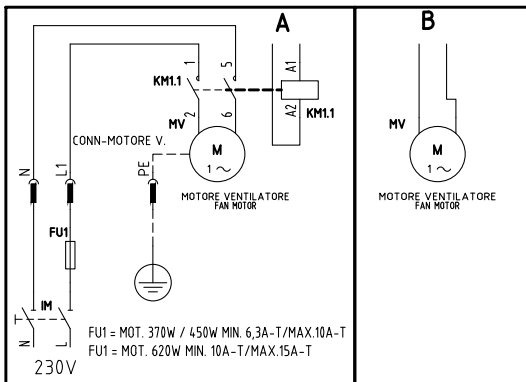 A
B
1
5
A1
KM1.1
A2
KM1.1
2
6
MV
MV
CONN-MOTORE V.
M
1 ~
M
1 ~
N
L1
PE
MOTORE VENTILATORE
FAN MOTOR
MOTORE VENTILATORE
FAN MOTOR
FU1
IM
FU1 = MOT. 370W / 450W MIN. 6,3A-T/MAX.10A-T
FU1 = MOT. 620W MIN. 10A-T/MAX.15A-T
N
L
230V